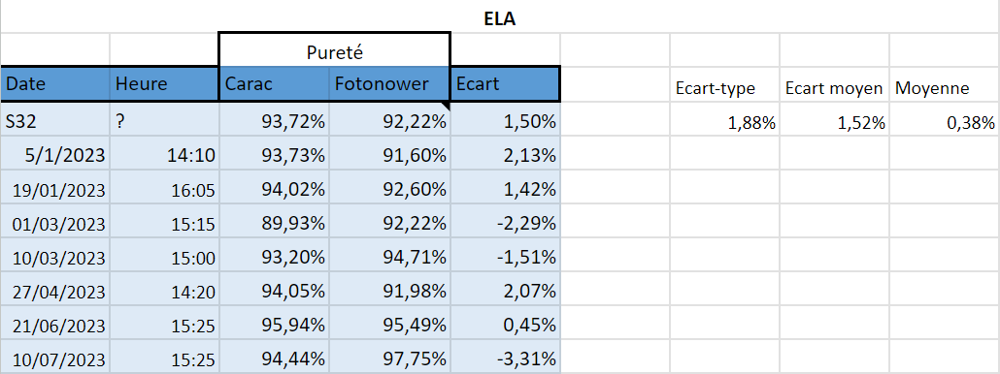 ELA
Pureté
Date Heure Carac Fotonower Ecart Ecart-type Ecart moyen Moyenne
S32 ? 93,72% 92,22% 1,50% 1,88% 1,52% 0,38%
5/1/2023 14:10 93,73% 91,60% 2,13%
19/01/2023 16:05 94,02% 92,60% 1,42%
01/03/2023 15:15 89,93% 92,22% -2,29%
10/03/2023 15:00 93,20% 94,71% -1,51%
27/04/2023 14:20 94,05% 91,98% 2,07%
21/06/2023 15:25 95,94% 95,49% 0,45%
10/07/2023 15:25 94,44% 97,75% -3,31%